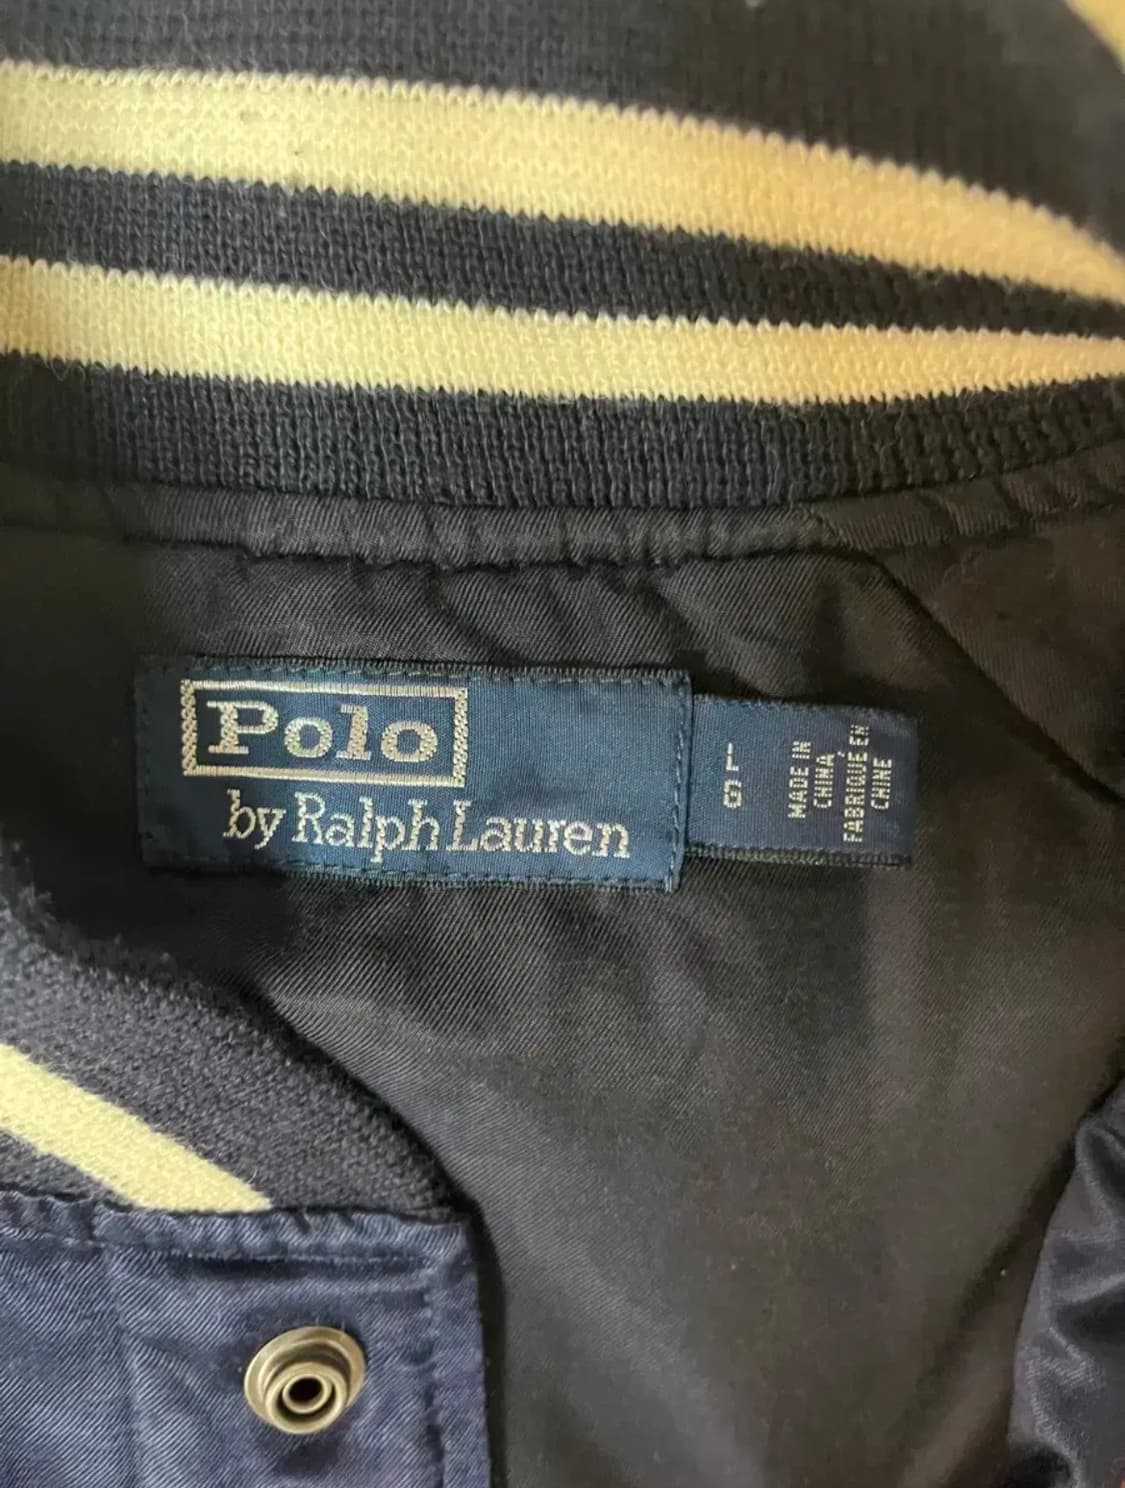 Polo
by Ralph Lauren
L
G
MADE IN
CHINA
FABRIQUÉ EN
CHINE